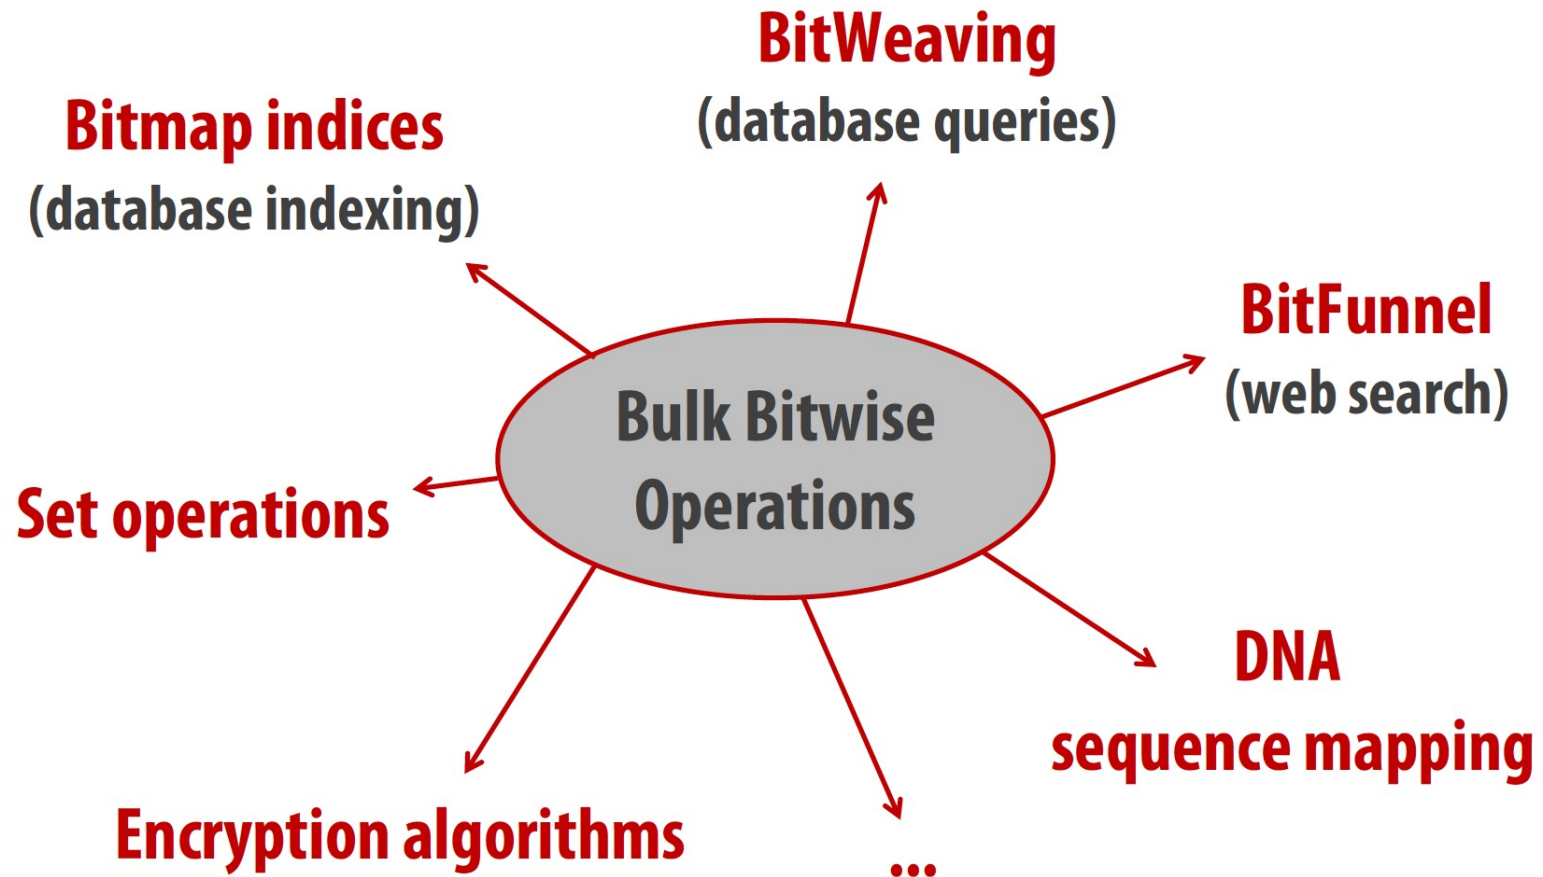 BitWeaving
(database queries)
Bitmap indices
(database indexing)
BitFunnel
(web search)
Bulk Bitwise
Operations
Set operations
DNA
sequence mapping
Encryption algorithms
...